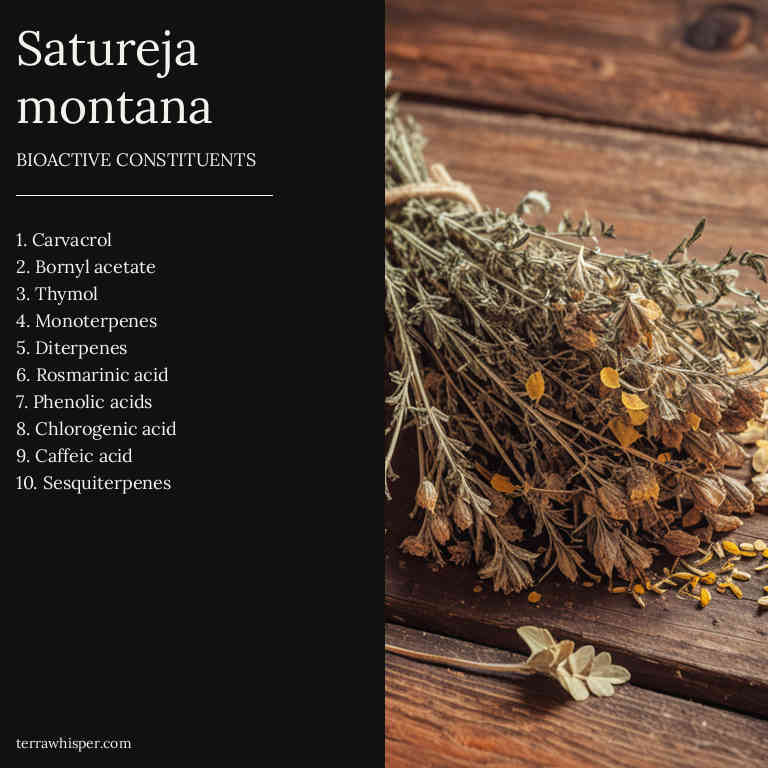 Satureja
montana
BIOACTIVE CONSTITUENTS
1. Carvacrol
2. Bornyl acetate
3. Thymol
4. Monoterpenes
5. Diterpenes
6. Rosmarinic acid
7. Phenolic acids
8. Chlorogenic acid
9. Caffeic acid
10. Sesquiterpenes
terrawhisper.com